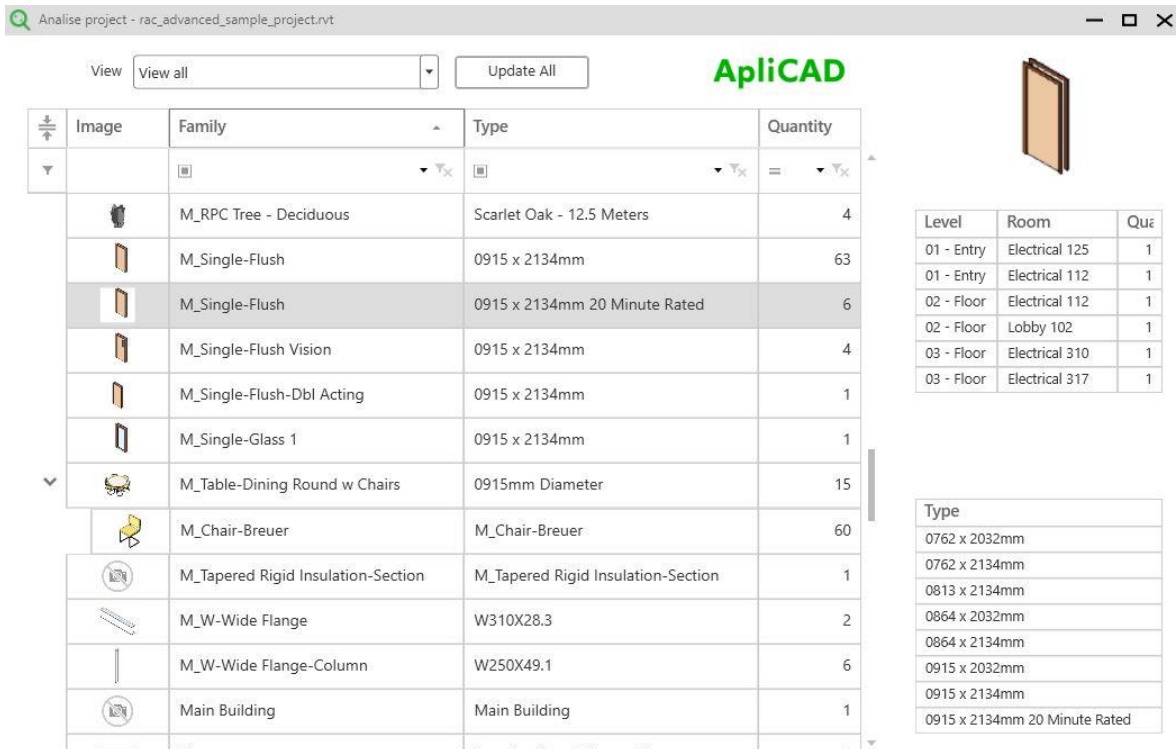 Analise project - rac_advanced_sample_project.rvt
View View all Update All ApliCAD
Image Family Type Quantity
=
M_RPC Tree - Deciduous Scarlet Oak - 12.5 Meters 4
M_Single-Flush 0915 x 2134mm 63
M_Single-Flush 0915 x 2134mm 20 Minute Rated 6
M_Single-Flush Vision 0915 x 2134mm 4
M_Single-Flush-Dbl Acting 0915 x 2134mm 1
M_Single-Glass 1 0915 x 2134mm 1
M_Table-Dining Round w Chairs 0915mm Diameter 15
M_Chair-Breuer M_Chair-Breuer 60
M_Tapered Rigid Insulation-Section M_Tapered Rigid Insulation-Section 1
M_W-Wide Flange W310X28.3 2
M_W-Wide Flange-Column W250X49.1 6
Main Building Main Building 1
Level Room Qua
01 - Entry Electrical 125 1
01 - Entry Electrical 112 1
02 - Floor Electrical 112 1
02 - Floor Lobby 102 1
03 - Floor Electrical 310 1
03 - Floor Electrical 317 1
Type
0762 x 2032mm
0762 x 2134mm
0813 x 2134mm
0864 x 2032mm
0864 x 2134mm
0915 x 2032mm
0915 x 2134mm
0915 x 2134mm 20 Minute Rated